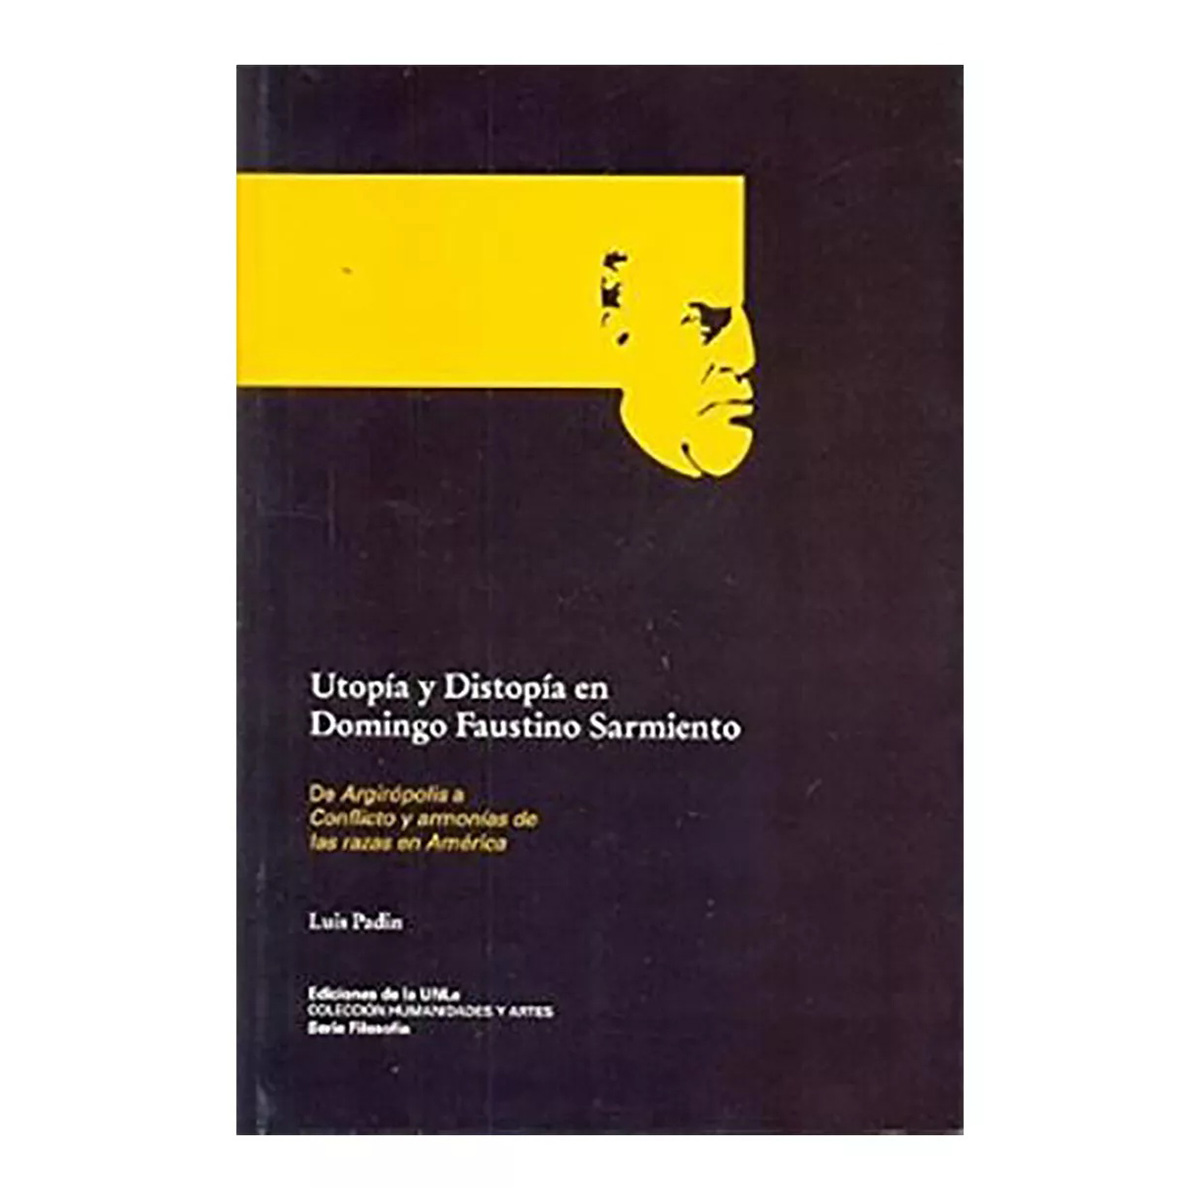 Utopía y Distopía en
Domingo Faustino Sarmiento
De Argirópolis a
Conflicto y armonías de
las razas en América
Luis Padín
Ediciones de la UNLa
COLECCIÓN HUMANIDADES Y ARTES
Serie Filosofía